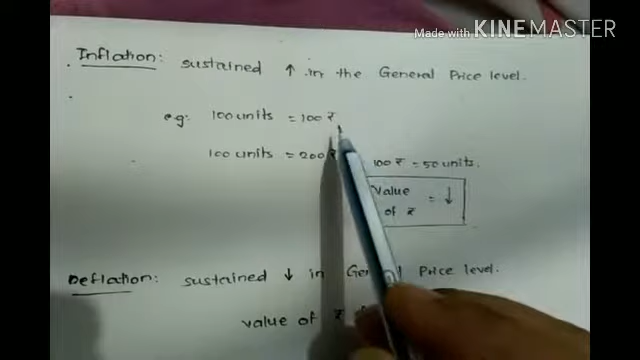 Made with KINEMASTER
Inflation: sustained ↑ in the General Price level.
eg: 100 units = 100 ₹
100 units = 200 ₹ 100 ₹ = 50 units.
Value of ₹ = ↓
Deflation: sustained ↓ in General Price level.
value of ₹